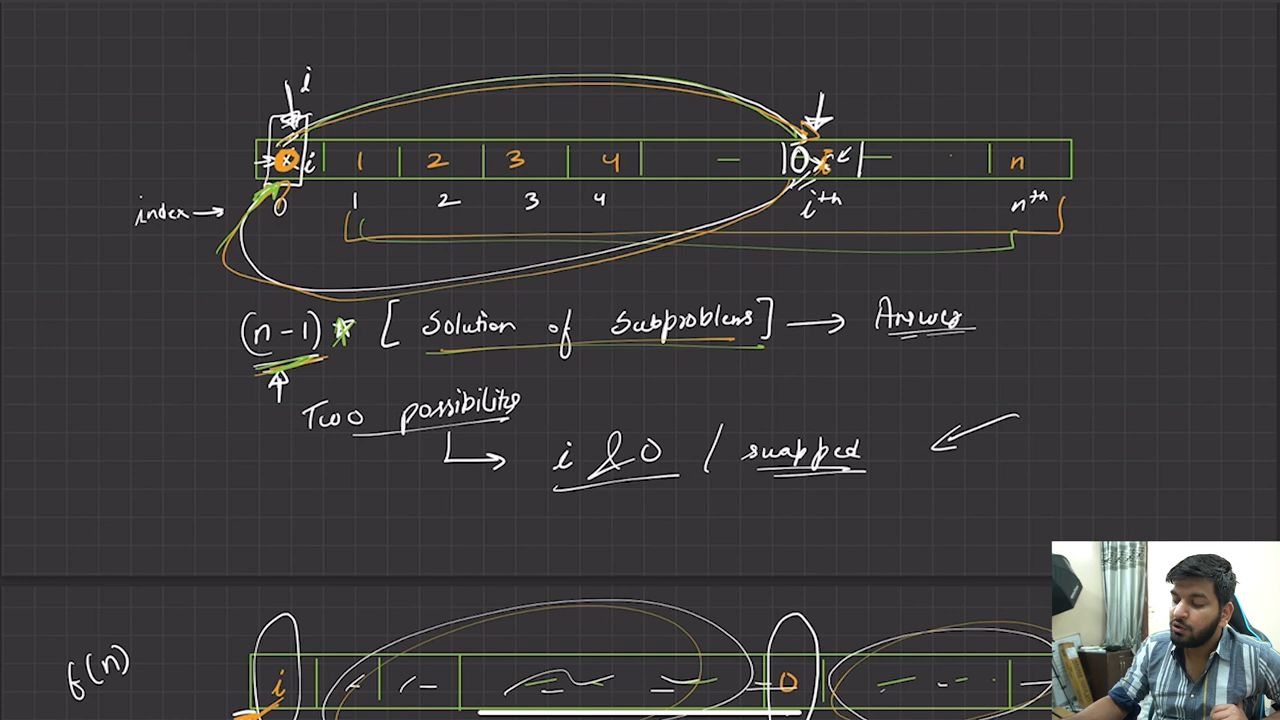 i
0 i 1 2 3 4 — 0 — n
index → 0 1 2 3 4 iᵗʰ nᵗʰ
(n-1) * [ Solution of Subproblems ] → Answer
Two possibility
↳ i & 0 / swapped
f(n) i 0